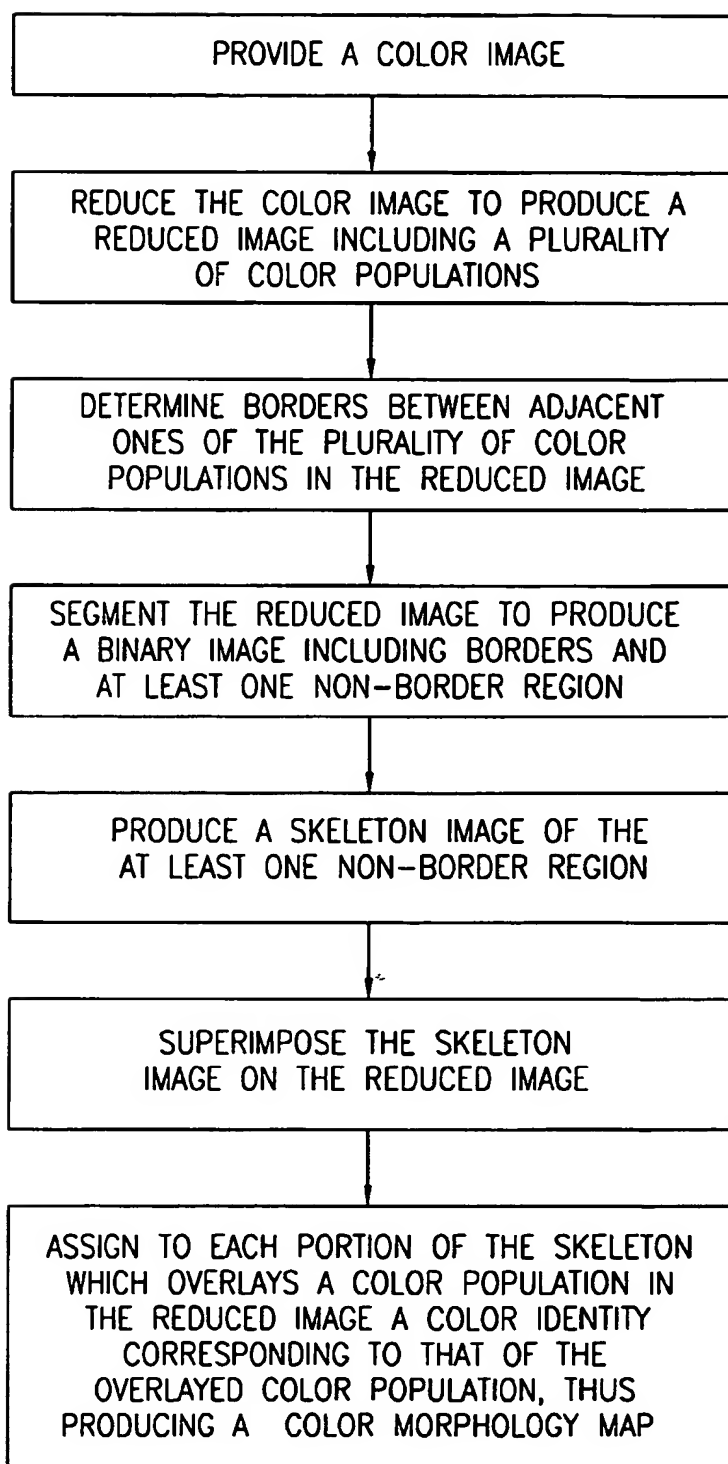 PROVIDE A COLOR IMAGE
REDUCE THE COLOR IMAGE TO PRODUCE A
REDUCED IMAGE INCLUDING A PLURALITY
OF COLOR POPULATIONS
DETERMINE BORDERS BETWEEN ADJACENT
ONES OF THE PLURALITY OF COLOR
POPULATIONS IN THE REDUCED IMAGE
SEGMENT THE REDUCED IMAGE TO PRODUCE
A BINARY IMAGE INCLUDING BORDERS AND
AT LEAST ONE NON-BORDER REGION
PRODUCE A SKELETON IMAGE OF THE
AT LEAST ONE NON-BORDER REGION
SUPERIMPOSE THE SKELETON
IMAGE ON THE REDUCED IMAGE
ASSIGN TO EACH PORTION OF THE SKELETON
WHICH OVERLAYS A COLOR POPULATION IN
THE REDUCED IMAGE A COLOR IDENTITY
CORRESPONDING TO THAT OF THE
OVERLAYED COLOR POPULATION, THUS
PRODUCING A COLOR MORPHOLOGY MAP